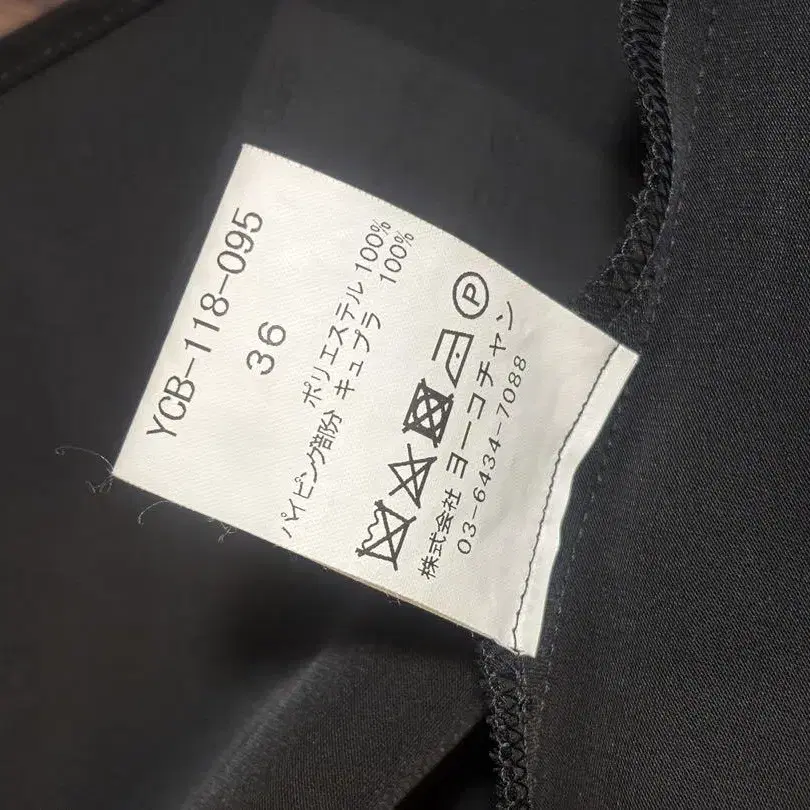 YCB-118-095
36
ポリエステル 100%
パイピング部分 キュプラ 100%
P
株式会社 ヨーコチャン
03-6434-7088